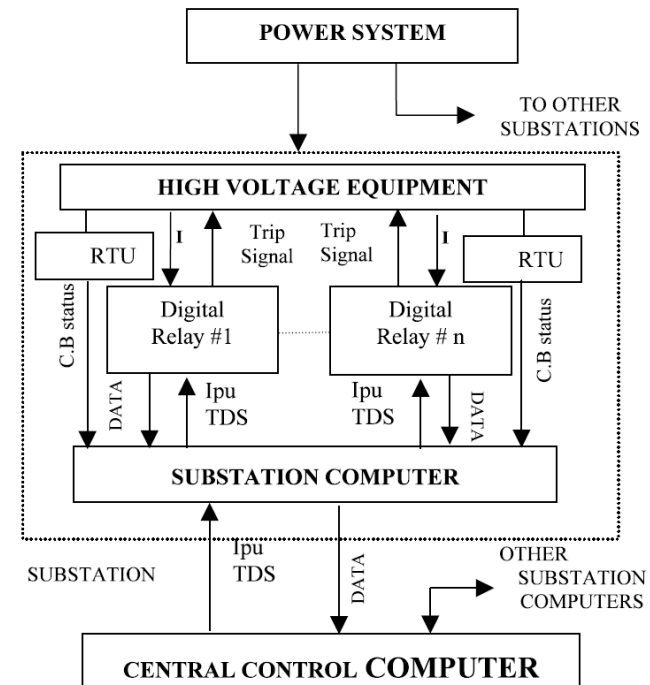 POWER SYSTEM
TO OTHER
SUBSTATIONS
HIGH VOLTAGE EQUIPMENT
RTU
I
Trip
Signal
Trip
Signal
I
RTU
C.B status
Digital
Relay #1
Digital
Relay # n
C.B status
DATA
Ipu
TDS
Ipu
TDS
DATA
SUBSTATION COMPUTER
SUBSTATION
Ipu
TDS
DATA
OTHER
SUBSTATION
COMPUTERS
CENTRAL CONTROL COMPUTER